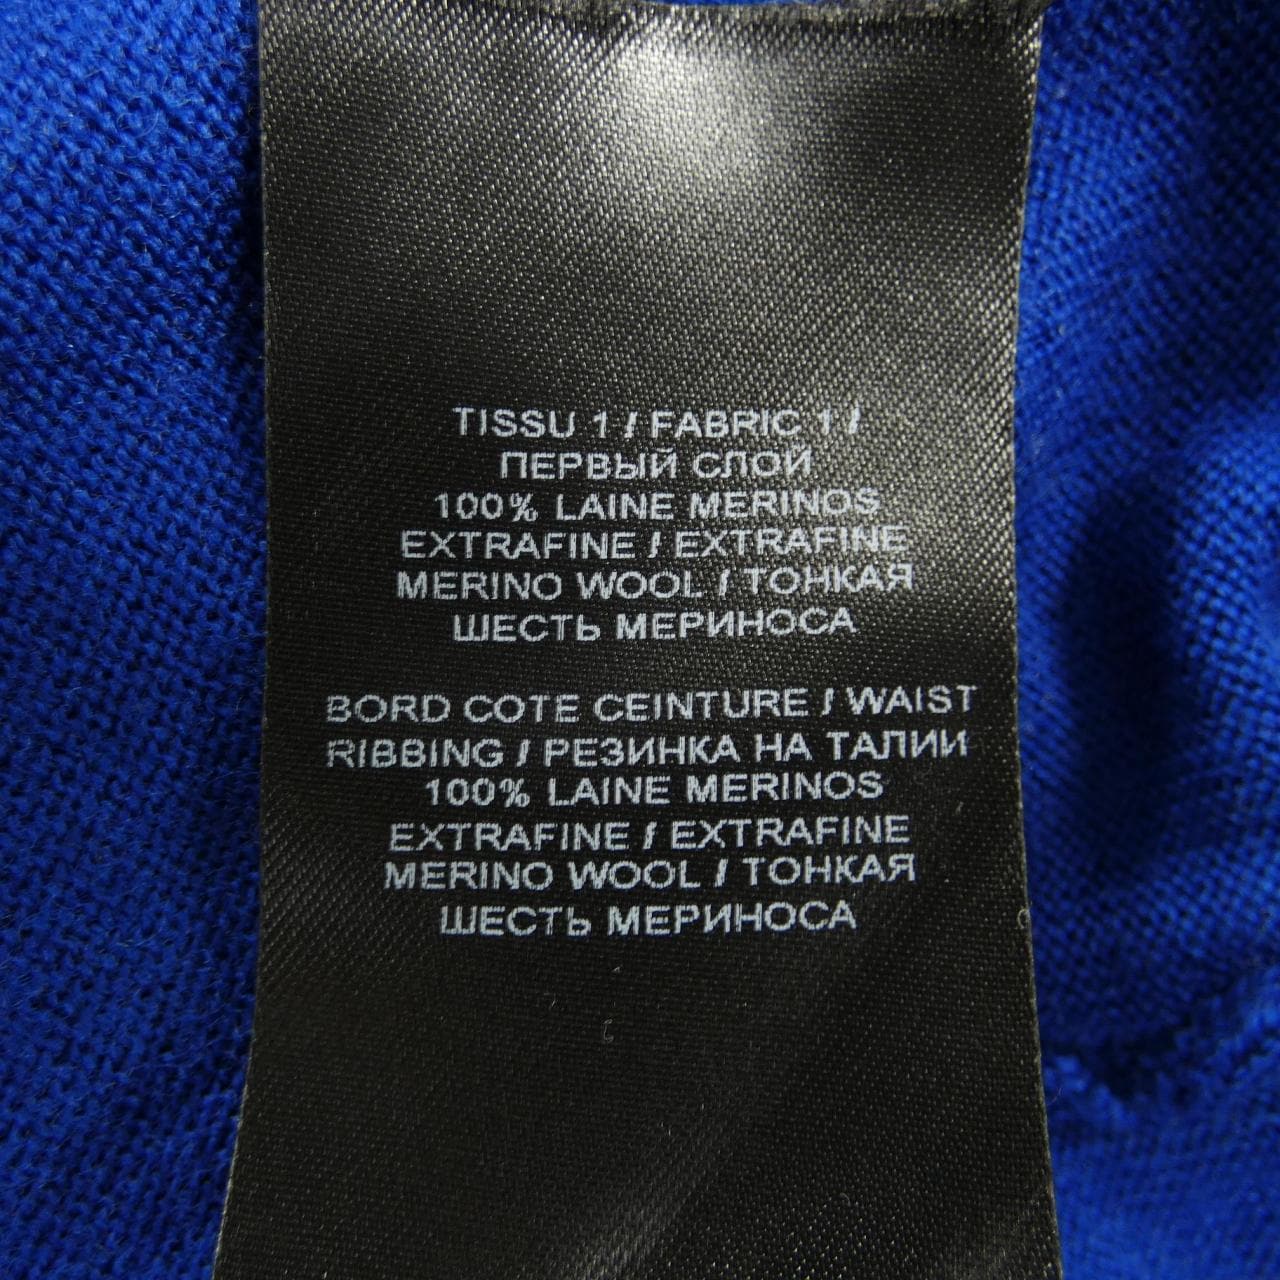 TISSU 1 / FABRIC 1 /
ПЕРВЫЙ СЛОЙ
100% LAINE MERINOS
EXTRAFINE / EXTRAFINE
MERINO WOOL / ТОНКАЯ
ШЕСТЬ МЕРИНОСА
BORD COTE CEINTURE / WAIST
RIBBING / РЕЗИНКА НА ТАЛИИ
100% LAINE MERINOS
EXTRAFINE / EXTRAFINE
MERINO WOOL / ТОНКАЯ
ШЕСТЬ МЕРИНОСА